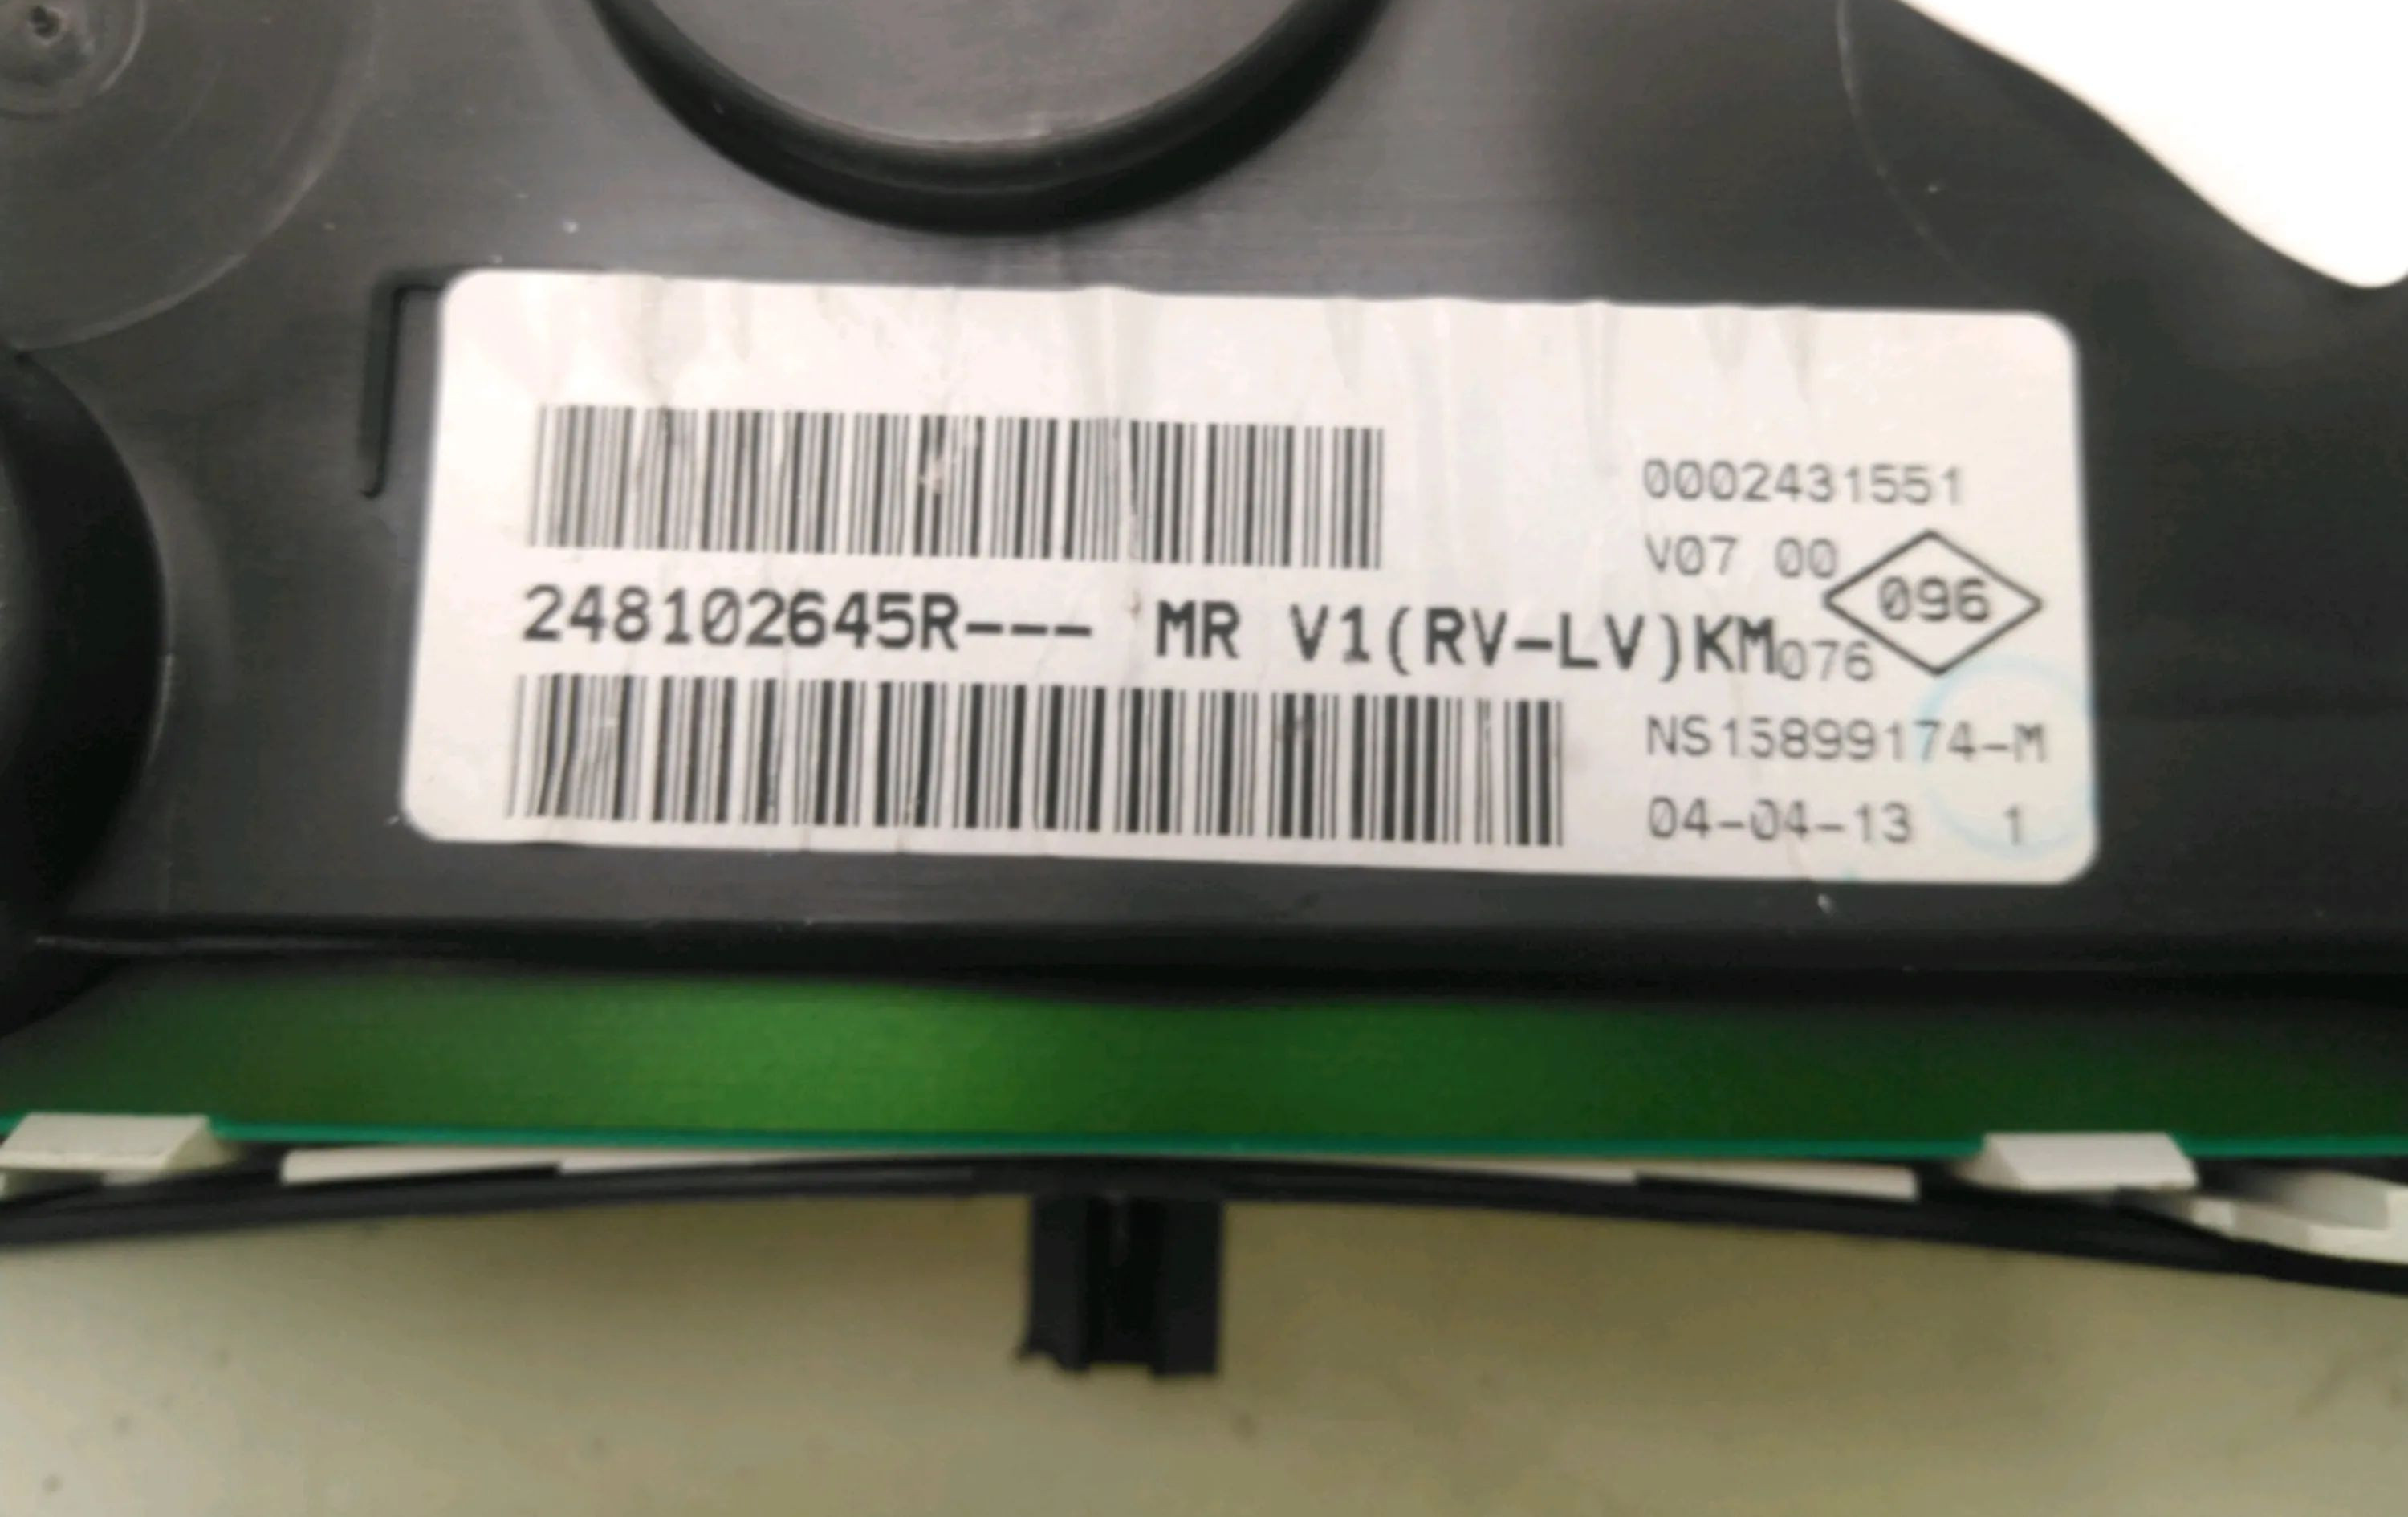 0002431551
V07 00
096
248102645R--- MR V1(RV-LV)KM
076
NS15899174-M
04-04-13 1